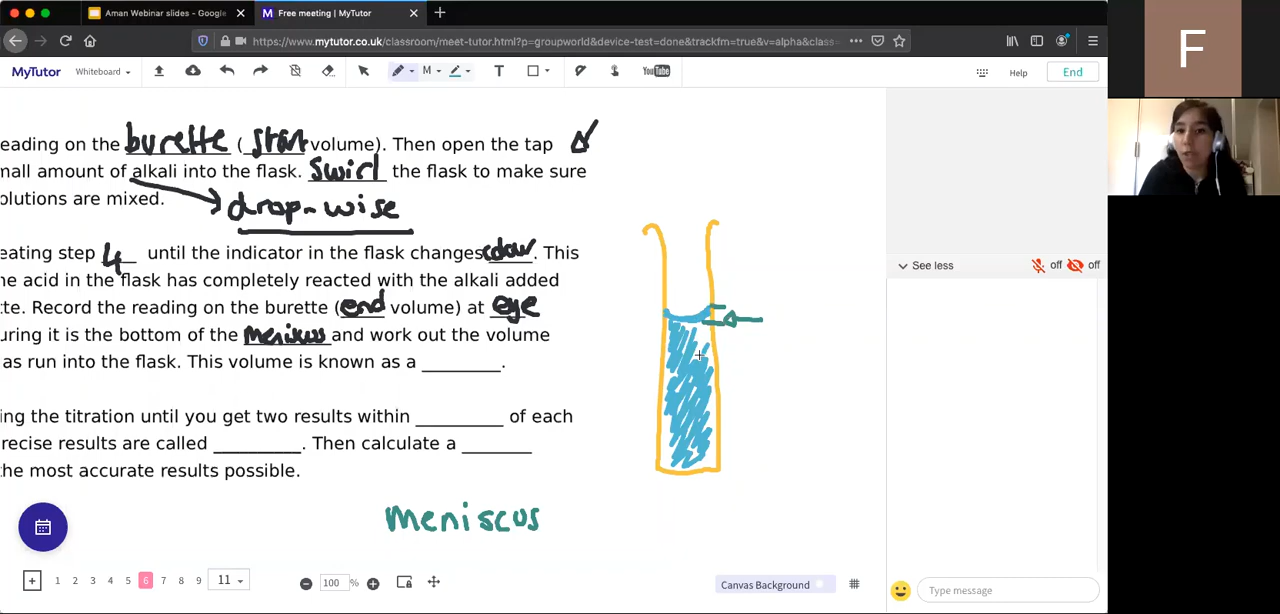 Aman Webinar slides - Google
Free meeting | MyTutor
https://www.mytutor.co.uk/classroom/meet-tutor.html?p=groupworld&device-test=done&trackfm=true&v=alpha&class=
MyTutor Whiteboard M T YouTube Help End
F
eading on the burette (start volume). Then open the tap
mall amount of alkali into the flask. swirl the flask to make sure
olutions are mixed.
drop-wise
eating step 4 until the indicator in the flask changes colour. This
ne acid in the flask has completely reacted with the alkali added
tte. Record the reading on the burette (end volume) at eye
uring it is the bottom of the meniscus and work out the volume
as run into the flask. This volume is known as a ________.
ing the titration until you get two results within _________ of each
recise results are called _________. Then calculate a _______
the most accurate results possible.
meniscus
See less off off
1 2 3 4 5 6 7 8 9 11
100 %
Canvas Background
Type message